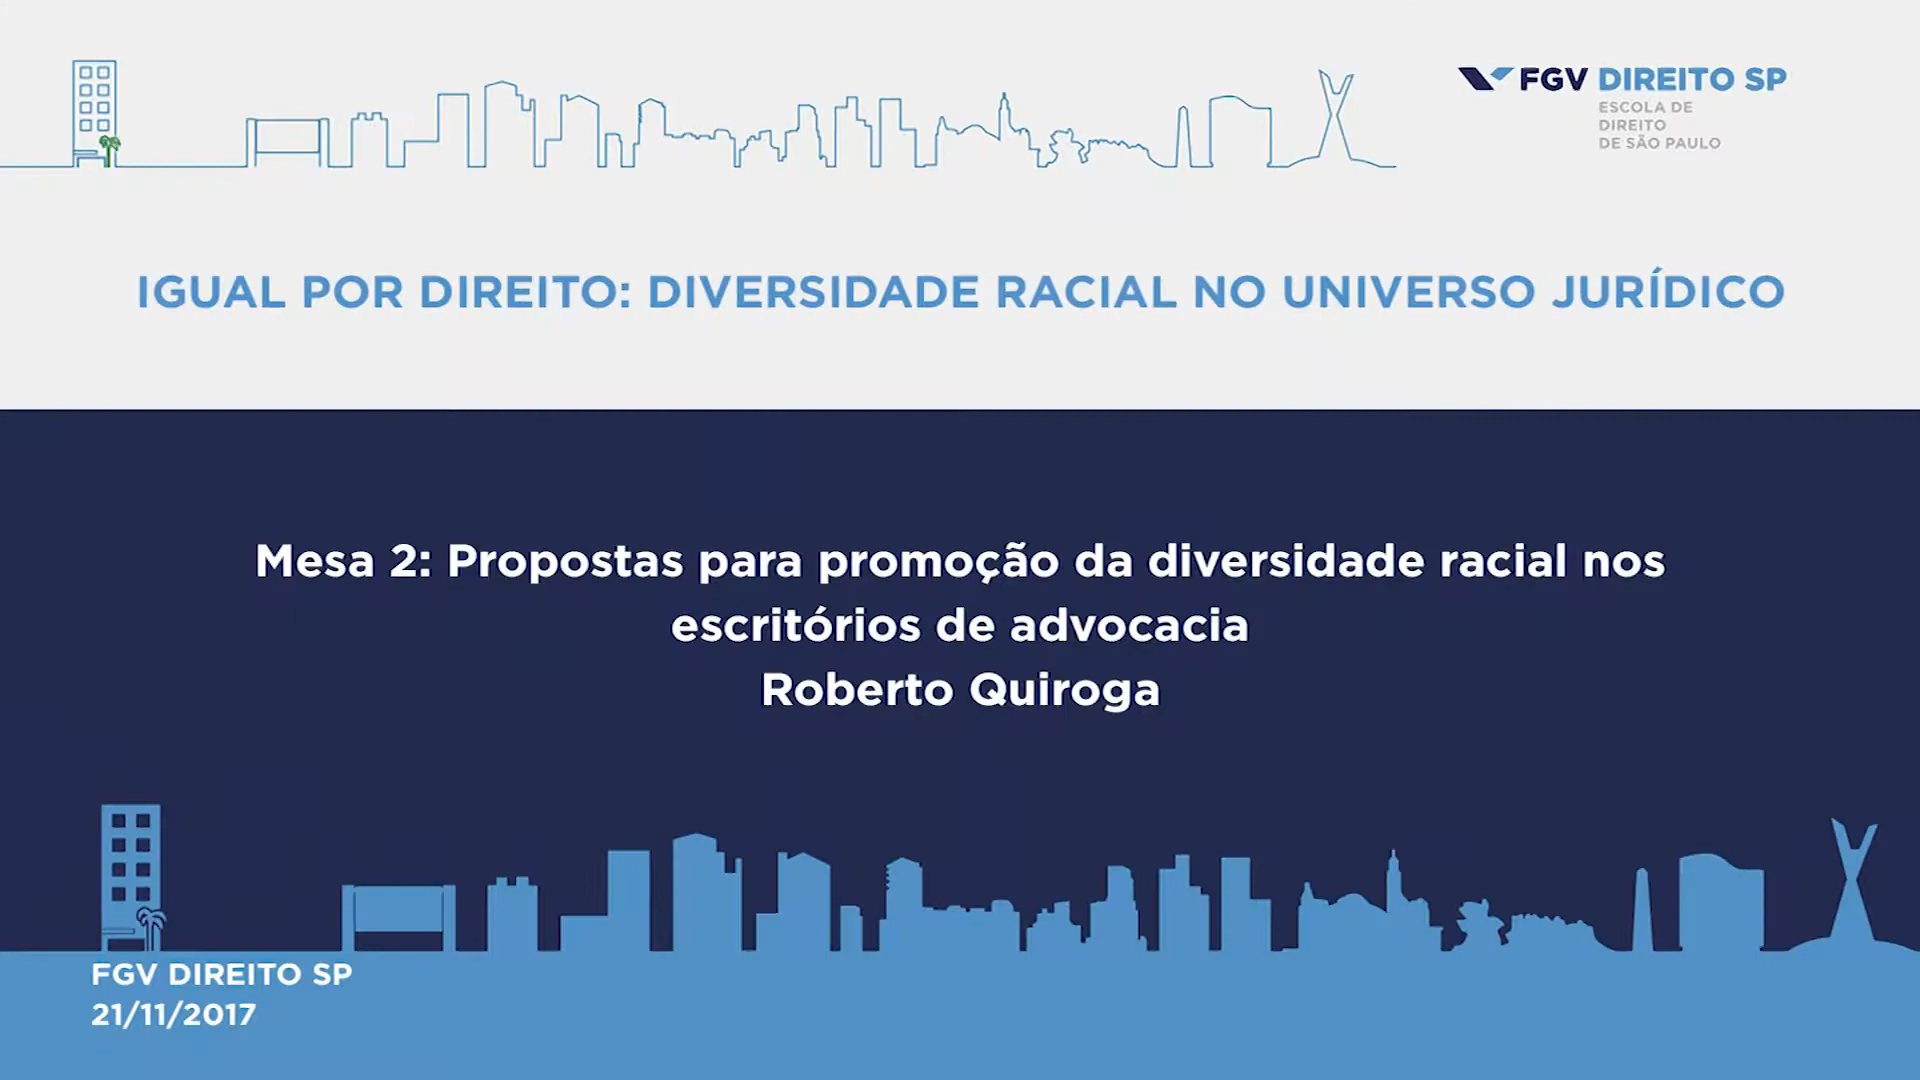 FGV DIREITO SP
ESCOLA DE
DIREITO
DE SÃO PAULO
IGUAL POR DIREITO: DIVERSIDADE RACIAL NO UNIVERSO JURÍDICO
Mesa 2: Propostas para promoção da diversidade racial nos
escritórios de advocacia
Roberto Quiroga
FGV DIREITO SP
21/11/2017